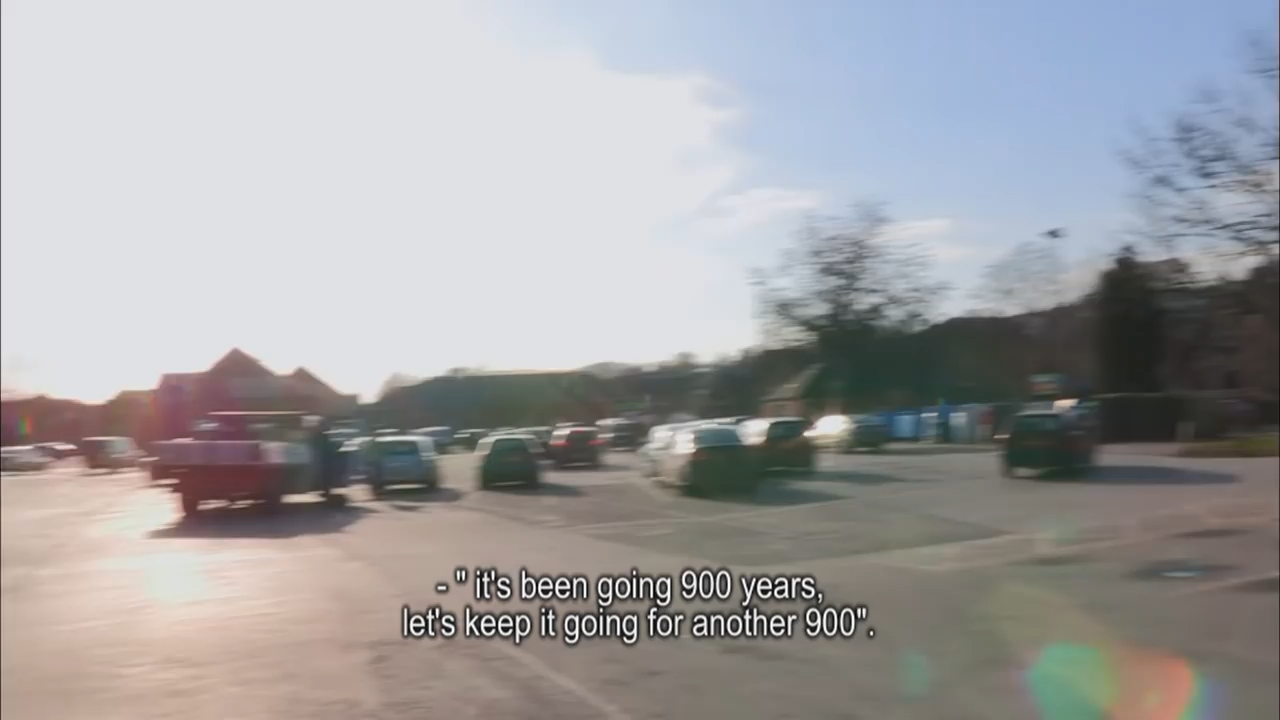 - " it's been going 900 years,
let's keep it going for another 900".